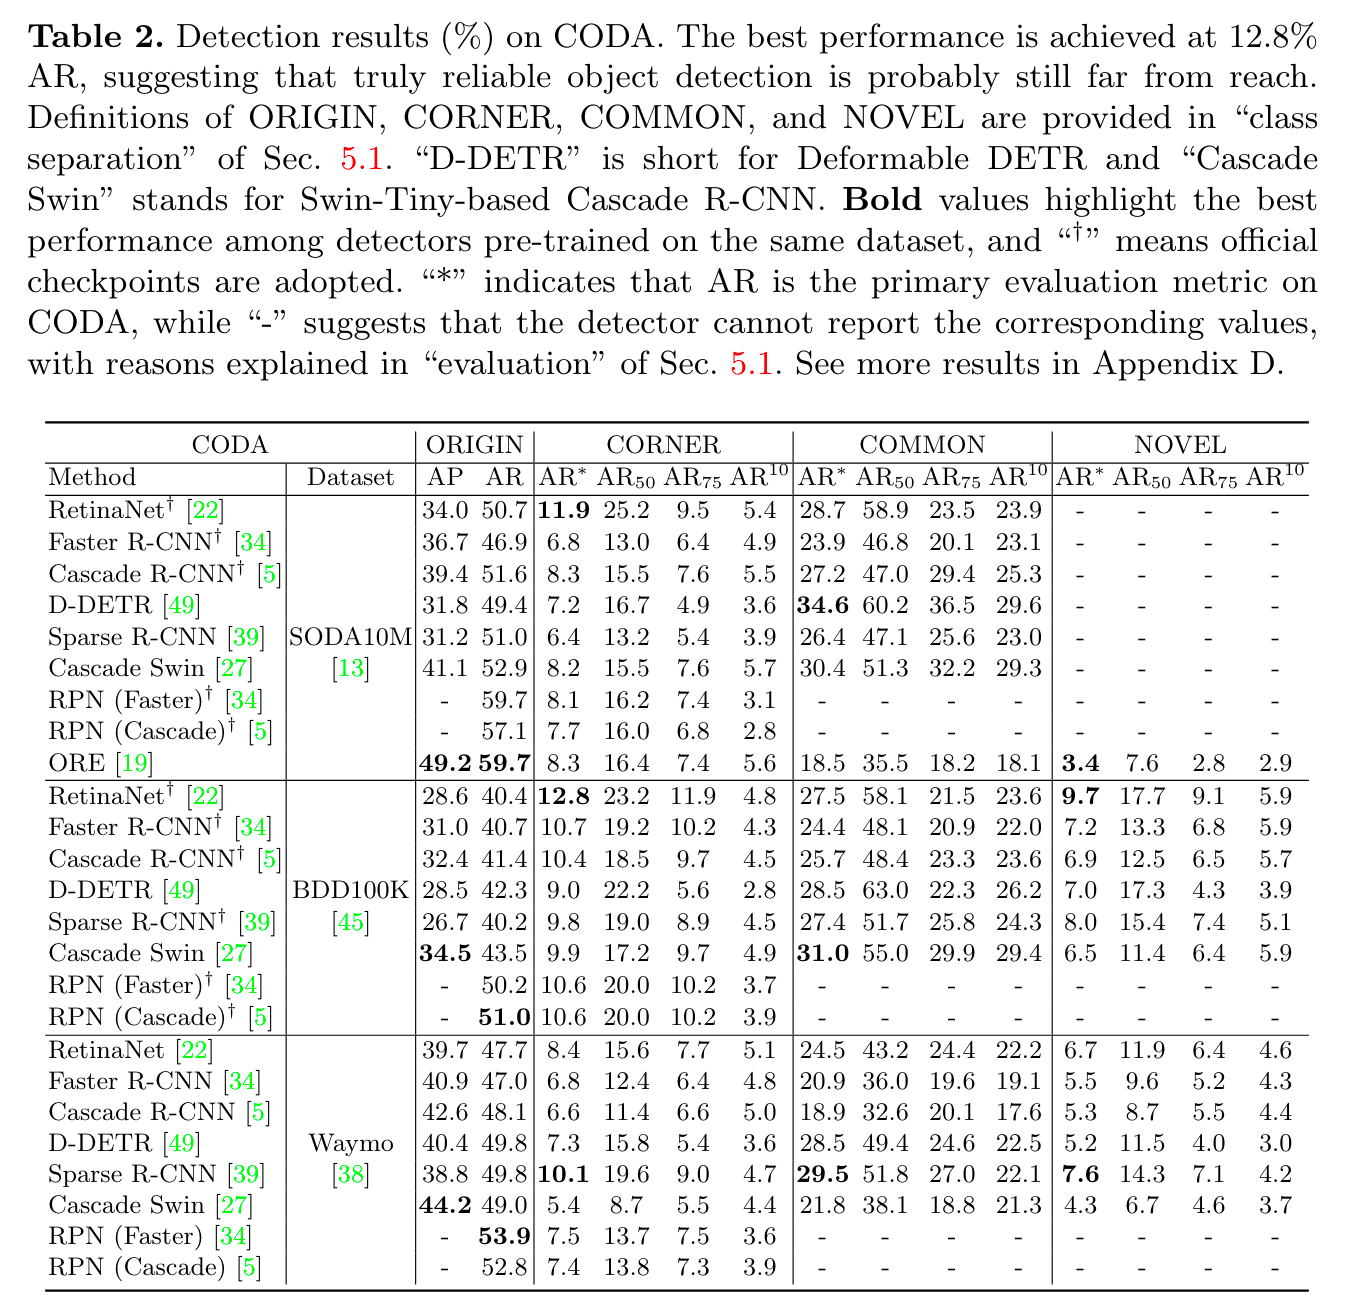 Table 2. Detection results (%) on CODA. The best performance is achieved at 12.8%
AR, suggesting that truly reliable object detection is probably still far from reach.
Definitions of ORIGIN, CORNER, COMMON, and NOVEL are provided in “class
separation” of Sec. 5.1. “D-DETR” is short for Deformable DETR and “Cascade
Swin” stands for Swin-Tiny-based Cascade R-CNN. Bold values highlight the best
performance among detectors pre-trained on the same dataset, and “†” means official
checkpoints are adopted. “*” indicates that AR is the primary evaluation metric on
CODA, while “-” suggests that the detector cannot report the corresponding values,
with reasons explained in “evaluation” of Sec. 5.1. See more results in Appendix D.
CODA ORIGIN CORNER COMMON NOVEL
Method Dataset AP AR AR* AR50 AR75 AR10 AR* AR50 AR75 AR10 AR* AR50 AR75 AR10
RetinaNet† [22] 34.0 50.7 11.9 25.2 9.5 5.4 28.7 58.9 23.5 23.9 - - - -
Faster R-CNN† [34] 36.7 46.9 6.8 13.0 6.4 4.9 23.9 46.8 20.1 23.1 - - - -
Cascade R-CNN† [5] 39.4 51.6 8.3 15.5 7.6 5.5 27.2 47.0 29.4 25.3 - - - -
D-DETR [49] 31.8 49.4 7.2 16.7 4.9 3.6 34.6 60.2 36.5 29.6 - - - -
Sparse R-CNN [39] SODA10M 31.2 51.0 6.4 13.2 5.4 3.9 26.4 47.1 25.6 23.0 - - - -
Cascade Swin [27] [13] 41.1 52.9 8.2 15.5 7.6 5.7 30.4 51.3 32.2 29.3 - - - -
RPN (Faster)† [34] - 59.7 8.1 16.2 7.4 3.1 - - - - - - - -
RPN (Cascade)† [5] - 57.1 7.7 16.0 6.8 2.8 - - - - - - - -
ORE [19] 49.2 59.7 8.3 16.4 7.4 5.6 18.5 35.5 18.2 18.1 3.4 7.6 2.8 2.9
RetinaNet† [22] 28.6 40.4 12.8 23.2 11.9 4.8 27.5 58.1 21.5 23.6 9.7 17.7 9.1 5.9
Faster R-CNN† [34] 31.0 40.7 10.7 19.2 10.2 4.3 24.4 48.1 20.9 22.0 7.2 13.3 6.8 5.9
Cascade R-CNN† [5] 32.4 41.4 10.4 18.5 9.7 4.5 25.7 48.4 23.3 23.6 6.9 12.5 6.5 5.7
D-DETR [49] BDD100K 28.5 42.3 9.0 22.2 5.6 2.8 28.5 63.0 22.3 26.2 7.0 17.3 4.3 3.9
Sparse R-CNN† [39] [45] 26.7 40.2 9.8 19.0 8.9 4.5 27.4 51.7 25.8 24.3 8.0 15.4 7.4 5.1
Cascade Swin [27] 34.5 43.5 9.9 17.2 9.7 4.9 31.0 55.0 29.9 29.4 6.5 11.4 6.4 5.9
RPN (Faster)† [34] - 50.2 10.6 20.0 10.2 3.7 - - - - - - - -
RPN (Cascade)† [5] - 51.0 10.6 20.0 10.2 3.9 - - - - - - - -
RetinaNet [22] 39.7 47.7 8.4 15.6 7.7 5.1 24.5 43.2 24.4 22.2 6.7 11.9 6.4 4.6
Faster R-CNN [34] 40.9 47.0 6.8 12.4 6.4 4.8 20.9 36.0 19.6 19.1 5.5 9.6 5.2 4.3
Cascade R-CNN [5] 42.6 48.1 6.6 11.4 6.6 5.0 18.9 32.6 20.1 17.6 5.3 8.7 5.5 4.4
D-DETR [49] Waymo 40.4 49.8 7.3 15.8 5.4 3.6 28.5 49.4 24.6 22.5 5.2 11.5 4.0 3.0
Sparse R-CNN [39] [38] 38.8 49.8 10.1 19.6 9.0 4.7 29.5 51.8 27.0 22.1 7.6 14.3 7.1 4.2
Cascade Swin [27] 44.2 49.0 5.4 8.7 5.5 4.4 21.8 38.1 18.8 21.3 4.3 6.7 4.6 3.7
RPN (Faster) [34] - 53.9 7.5 13.7 7.5 3.6 - - - - - - - -
RPN (Cascade) [5] - 52.8 7.4 13.8 7.3 3.9 - - - - - - - -